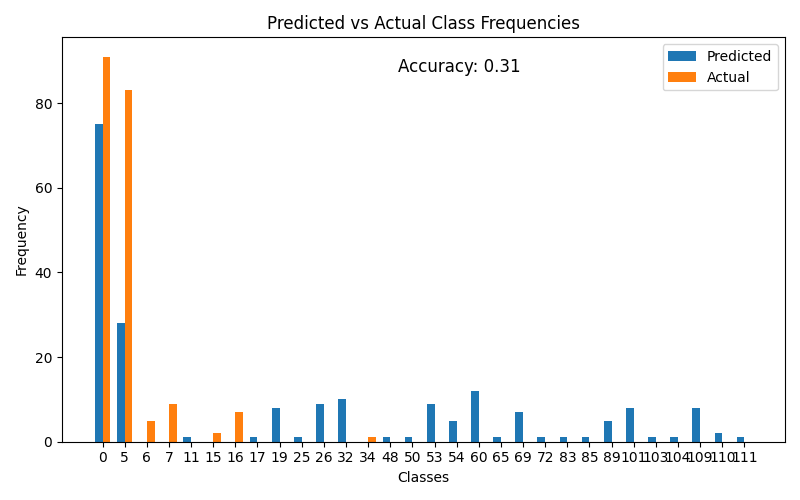 Predicted vs Actual Class Frequencies
Accuracy: 0.31
Predicted
Actual
Frequency
80
60
40
20
0
0 5 6 7 11 15 16 17 19 25 26 32 34 48 50 53 54 60 65 69 72 83 85 89 101 103 104 109 110 111
Classes